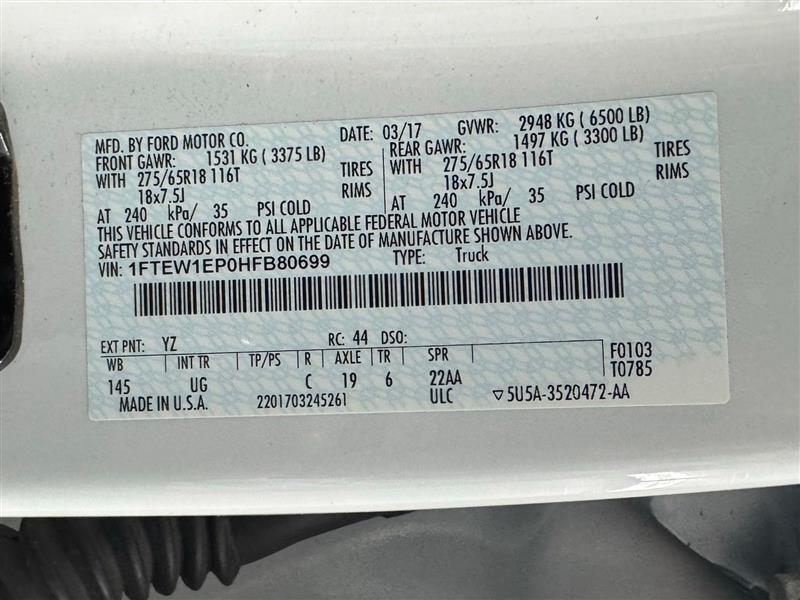 MFD. BY FORD MOTOR CO. DATE: 03/17 GVWR: 2948 KG ( 6500 LB)
FRONT GAWR: 1531 KG ( 3375 LB) REAR GAWR: 1497 KG ( 3300 LB)
WITH 275/65R18 116T TIRES WITH 275/65R18 116T TIRES
18x7.5J RIMS 18x7.5J RIMS
AT 240 kPa/ 35 PSI COLD AT 240 kPa/ 35 PSI COLD
THIS VEHICLE CONFORMS TO ALL APPLICABLE FEDERAL MOTOR VEHICLE
SAFETY STANDARDS IN EFFECT ON THE DATE OF MANUFACTURE SHOWN ABOVE.
VIN: 1FTEW1EP0HFB80699 TYPE: Truck
EXT PNT: YZ RC: 44 DSO: F0103
WB INT TR TP/PS R AXLE TR SPR T0785
145 UG C 19 6 22AA
MADE IN U.S.A. 2201703245261 ULC ▽5U5A-3520472-AA